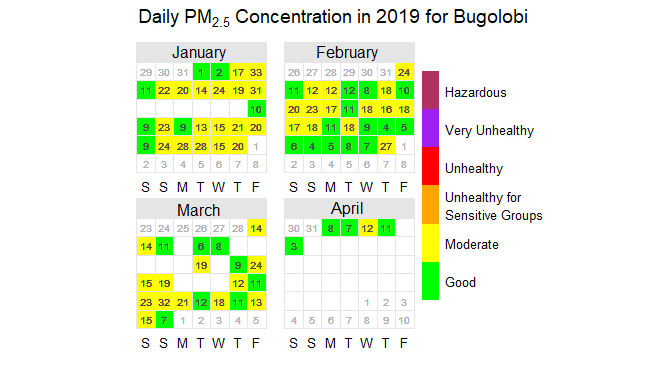 Daily PM2.5 Concentration in 2019 for Bugolobi
January
29 30 31 1 2 17 33
11 22 20 14 24 19 31
10
9 23 9 13 15 21 20
9 24 28 28 15 20 1
2 3 4 5 6 7 8
S S M T W T F
February
26 27 28 29 30 31 24
11 12 12 12 8 18 10
20 23 17 11 18 16 14
17 18 11 18 9 4 5
6 4 5 8 7 27 1
2 3 4 5 6 7 8
S S M T W T F
March
23 24 25 26 27 28 14
14 11 6 8
19 9 24
15 19 12 11
23 32 21 12 18 11 13
15 7 1 2 3 4 5
S S M T W T F
April
30 31 8 7 12 11
3
1 2 3
4 5 6 7 8 9 10
S S M T W T F
Hazardous
Very Unhealthy
Unhealthy
Unhealthy for
Sensitive Groups
Moderate
Good